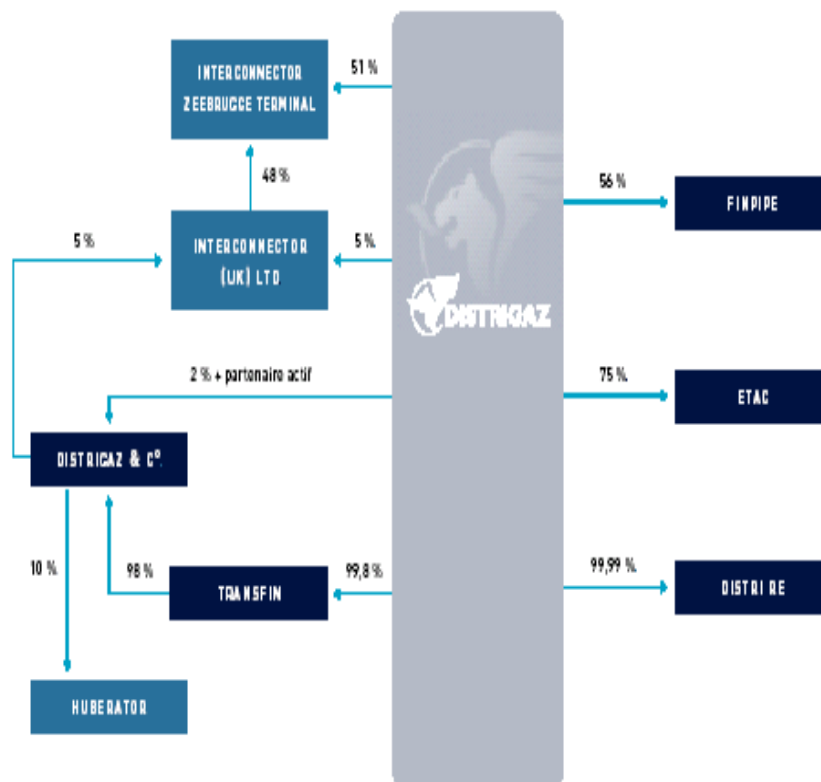 INTERCONNECTOR
ZEEBRUGGE TERMINAL
51 %
48 %
56 %
FINPIPE
5 %
INTERCONNECTOR
(UK) LTD
5 %
DISTRIGAZ
2 % + partenaire actif
75 %
ETAC
DISTRIGAZ & C°.
10 %
98 %
TRANSFIN
99,8 %
99,99 %
DISTRI RE
HUBERATOR